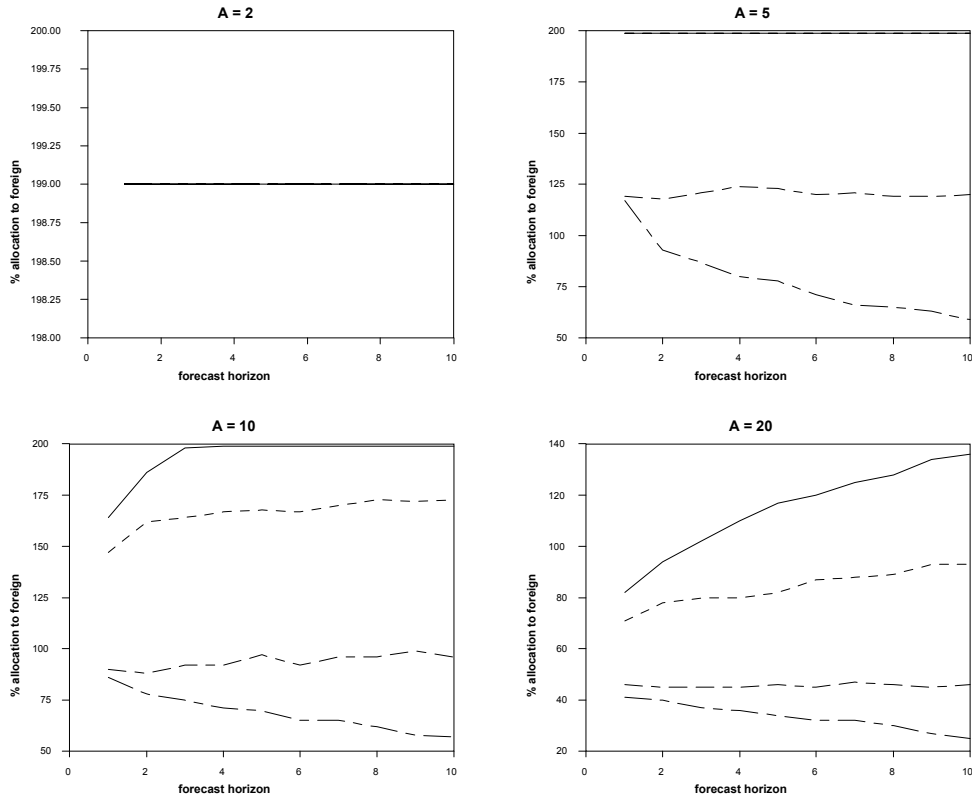 A = 2
200.00
199.75
199.50
199.25
199.00
198.75
198.50
198.25
198.00
% allocation to foreign
0 2 4 6 8 10
forecast horizon
A = 5
200
175
150
125
100
75
50
% allocation to foreign
0 2 4 6 8 10
forecast horizon
A = 10
200
175
150
125
100
75
50
% allocation to foreign
0 2 4 6 8 10
forecast horizon
A = 20
140
120
100
80
60
40
20
% allocation to foreign
0 2 4 6 8 10
forecast horizon